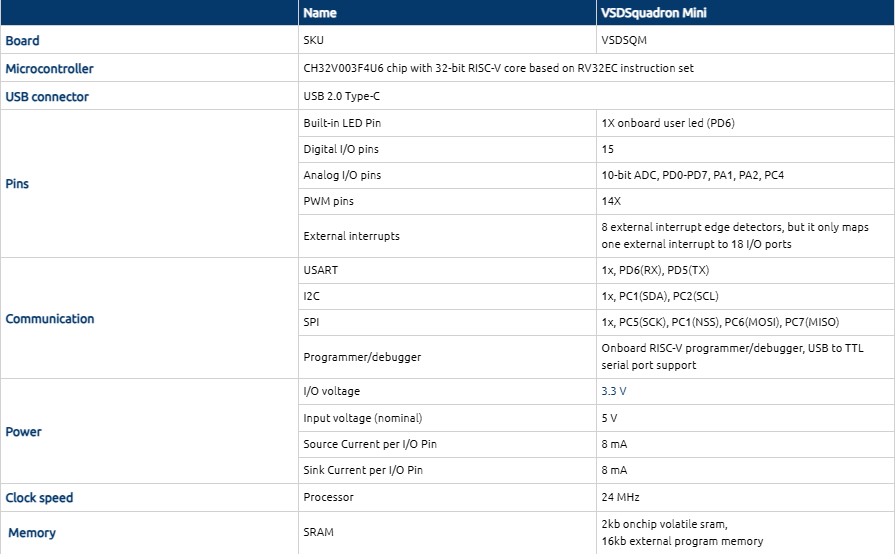 Name VSDSquadron Mini
Board SKU VSDSQM
Microcontroller CH32V003F4U6 chip with 32-bit RISC-V core based on RV32EC instruction set
USB connector USB 2.0 Type-C
Pins
Built-in LED Pin 1X onboard user led (PD6)
Digital I/O pins 15
Analog I/O pins 10-bit ADC, PD0-PD7, PA1, PA2, PC4
PWM pins 14X
External interrupts 8 external interrupt edge detectors, but it only maps
one external interrupt to 18 I/O ports
Communication
USART 1x, PD6(RX), PD5(TX)
I2C 1x, PC1(SDA), PC2(SCL)
SPI 1x, PC5(SCK), PC1(NSS), PC6(MOSI), PC7(MISO)
Programmer/debugger Onboard RISC-V programmer/debugger, USB to TTL
serial port support
Power
I/O voltage 3.3 V
Input voltage (nominal) 5 V
Source Current per I/O Pin 8 mA
Sink Current per I/O Pin 8 mA
Clock speed Processor 24 MHz
Memory SRAM 2kb onchip volatile sram,
16kb external program memory